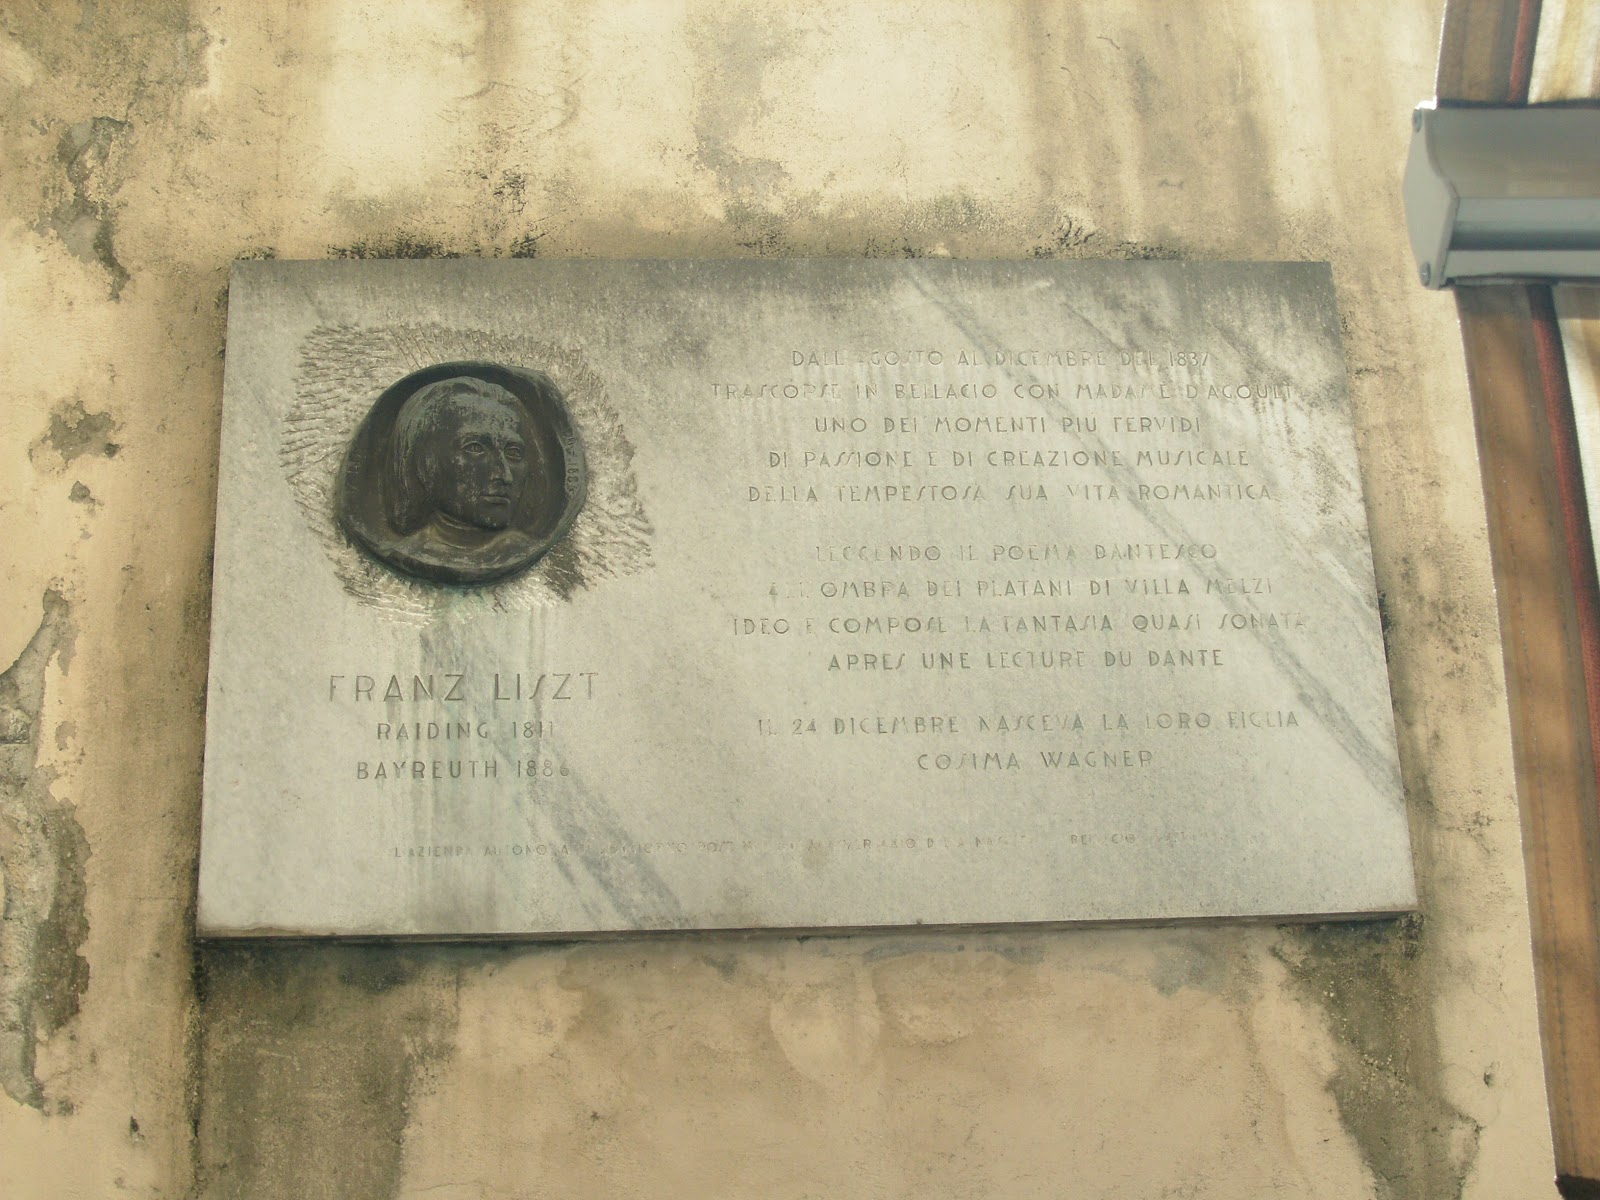 FRANZ LISZT
RAIDING 1811
BAYREUTH 1886
DALL'AGOSTO AL DICEMBRE DEL 1837
TRASCORSE IN BELLAGIO CON MADAME D'AGOULT
UNO DEI MOMENTI PIU FERVIDI
DI PASSIONE E DI CREAZIONE MUSICALE
DELLA TEMPESTOSA SUA VITA ROMANTICA
LEGGENDO IL POEMA DANTESCO
ALL'OMBRA DEI PLATANI DI VILLA MELZI
IDEO E COMPOSE LA FANTASIA QUASI SONATA
APRES UNE LECTURE DU DANTE
IL 24 DICEMBRE NASCEVA LA LORO FIGLIA
COSIMA WAGNER
L'AZIENDA AUTONOMA